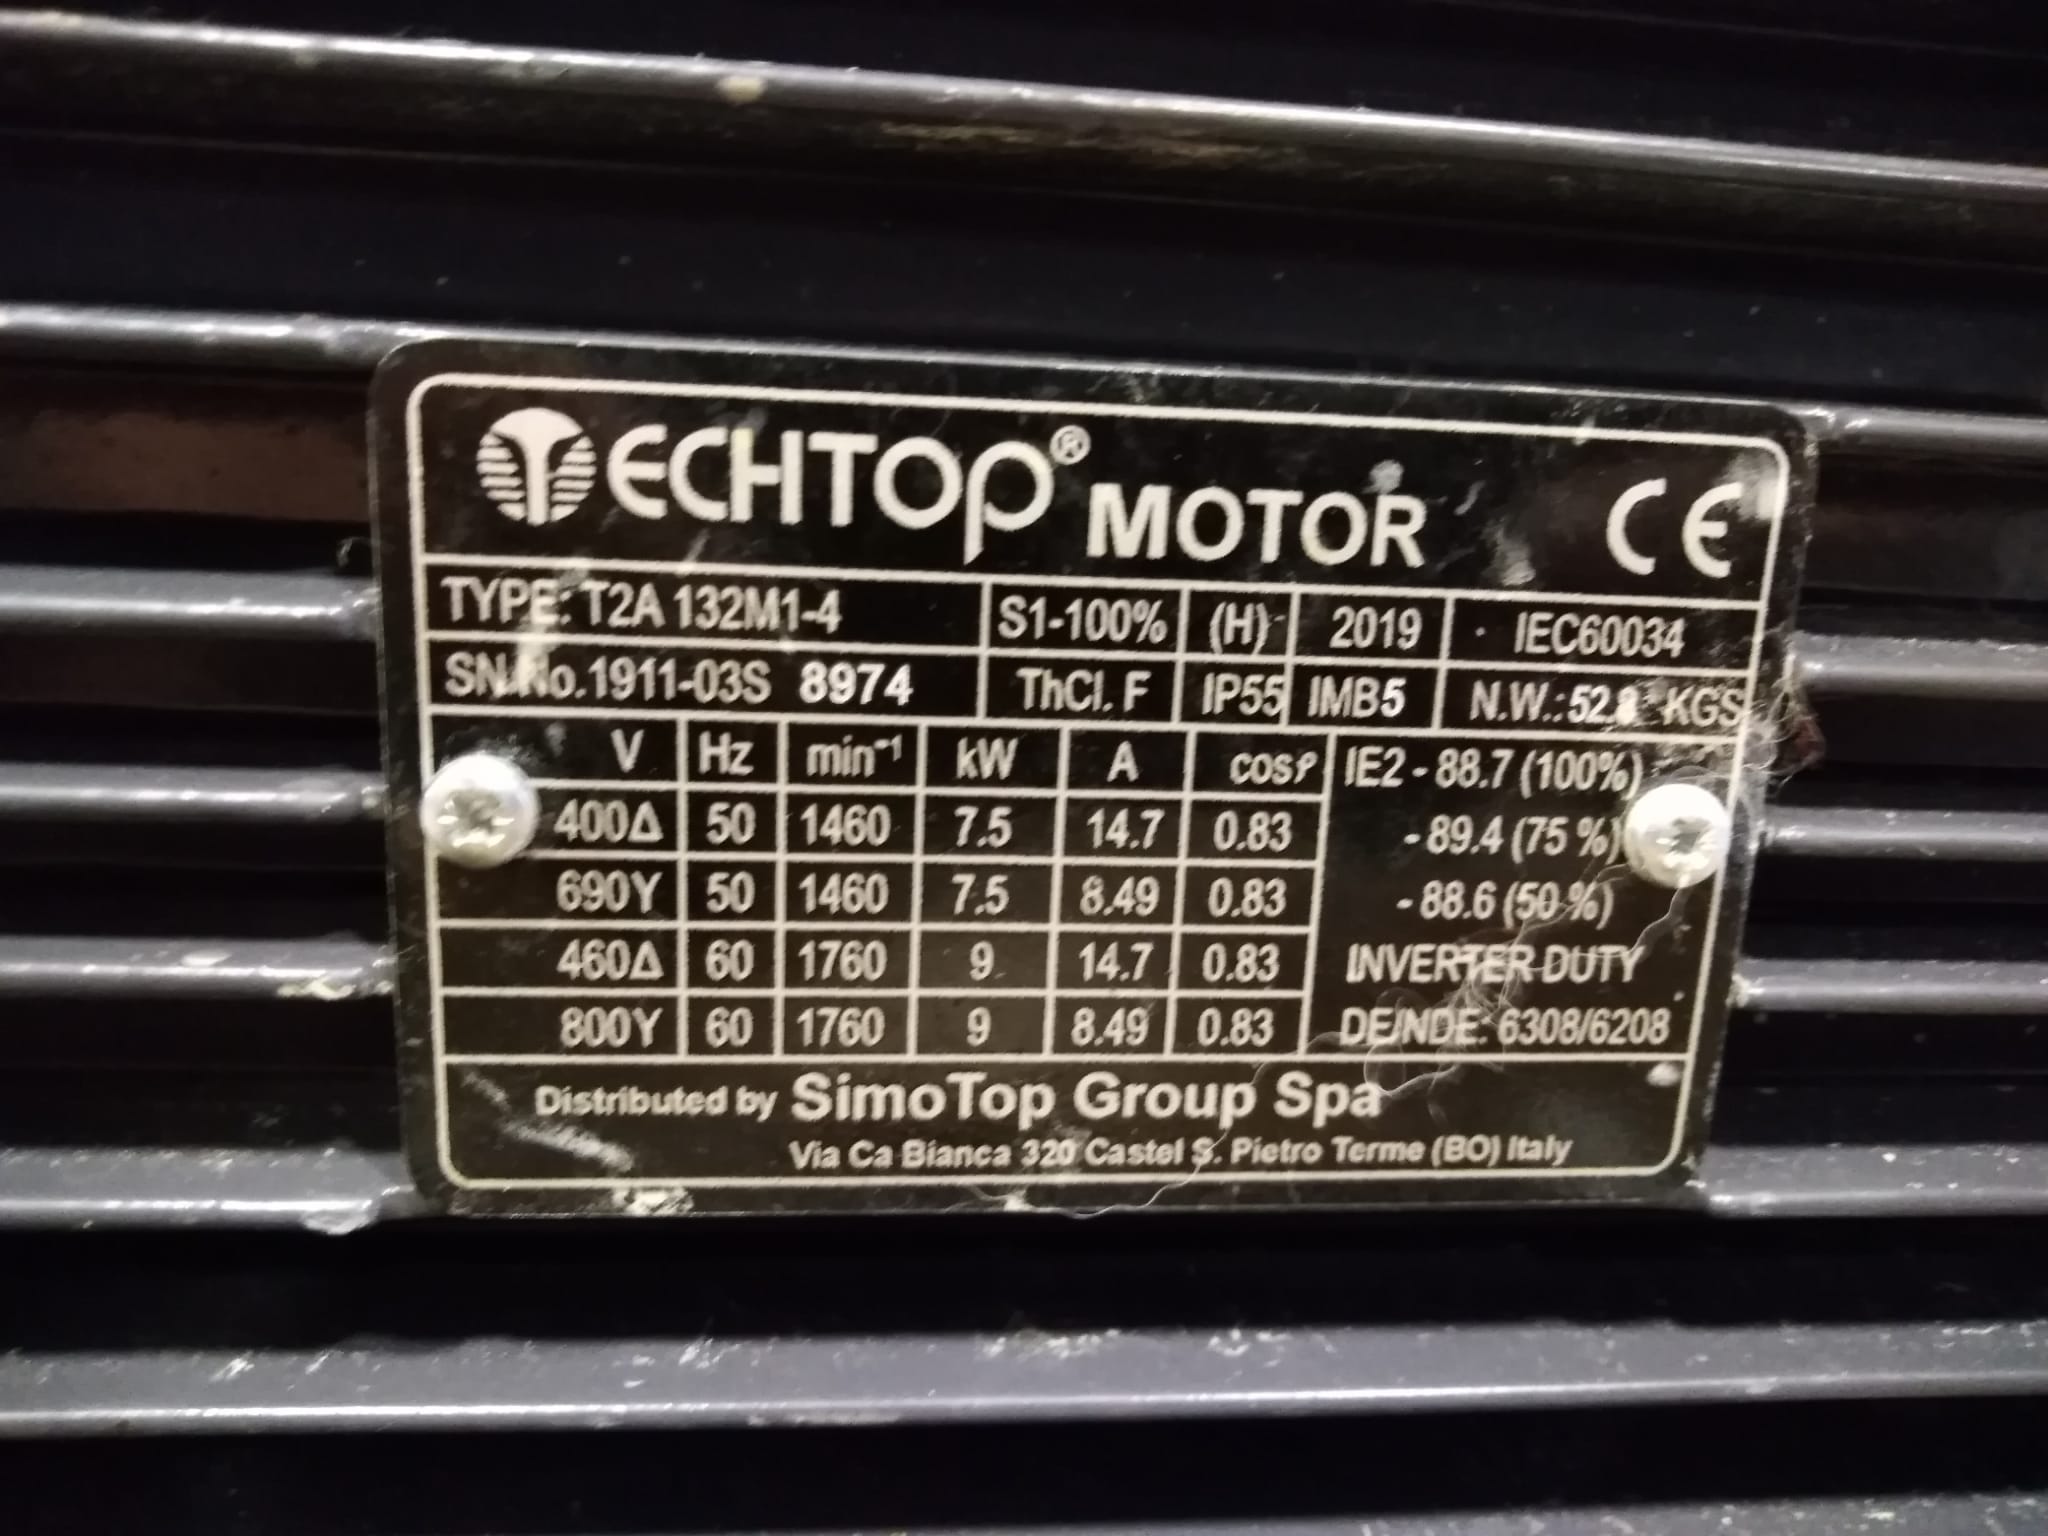 TECHTOP® MOTOR CE
TYPE: T2A 132M1-4 S1-100% (H) 2019 IEC60034
SN.No.1911-03S 8974 ThCl. F IP55 IMB5 N.W.: KGS
V Hz min⁻¹ kW A cosφ IE2 - 88.7 (100%)
400Δ 50 1460 7.5 14.7 0.83 - 89.4 (75 %)
690Y 50 1460 7.5 8.49 0.83 - 88.6 (50 %)
460Δ 60 1760 9 14.7 0.83 INVERTER DUTY
800Y 60 1760 9 8.49 0.83 DE/NDE: 6308/6208
Distributed by SimoTop Group Spa
Via Ca Bianca 320 Castel S. Pietro Terme (BO) Italy